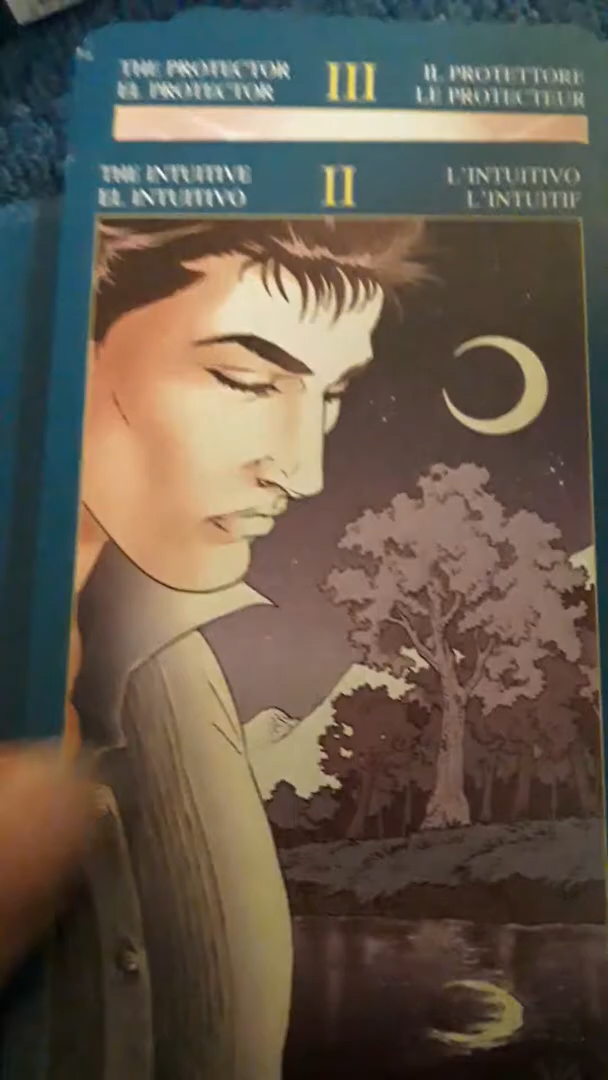 THE PROTECTOR III IL PROTETTORE
EL PROTECTOR LE PROTECTEUR
THE INTUITIVE II L'INTUITIVO
EL INTUITIVO L'INTUITIF